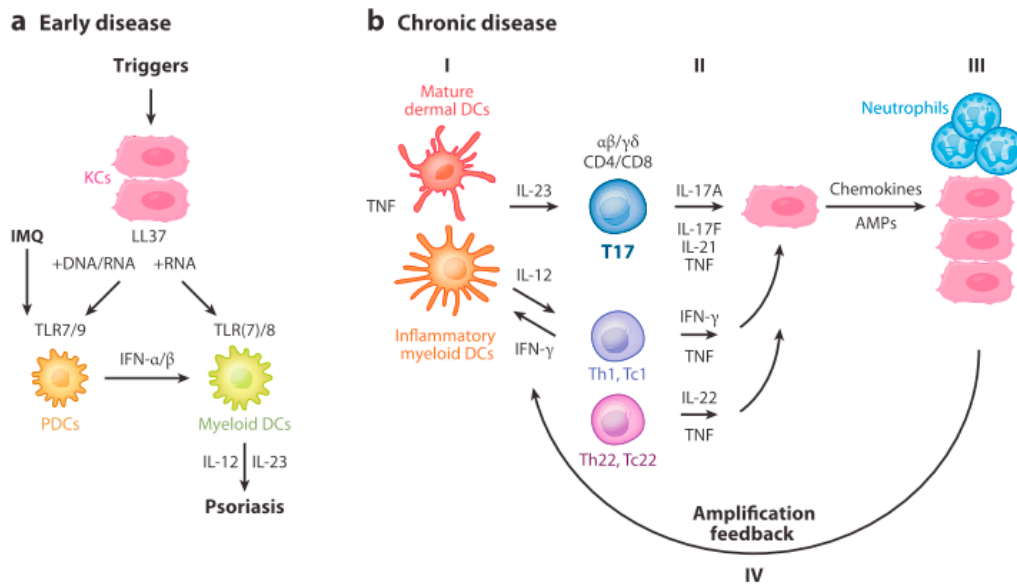 a Early disease
Triggers
KCs
IMQ
LL37
+DNA/RNA
+RNA
TLR7/9
TLR(7)/8
IFN-α/β
PDCs
Myeloid DCs
IL-12
IL-23
Psoriasis
b Chronic disease
I
II
III
Mature
dermal DCs
TNF
IL-23
αβ/γδ
CD4/CD8
T17
IL-17A
IL-17F
IL-21
TNF
Chemokines
AMPs
Neutrophils
Inflammatory
myeloid DCs
IL-12
IFN-γ
Th1, Tc1
IFN-γ
TNF
Th22, Tc22
IL-22
TNF
Amplification
feedback
IV